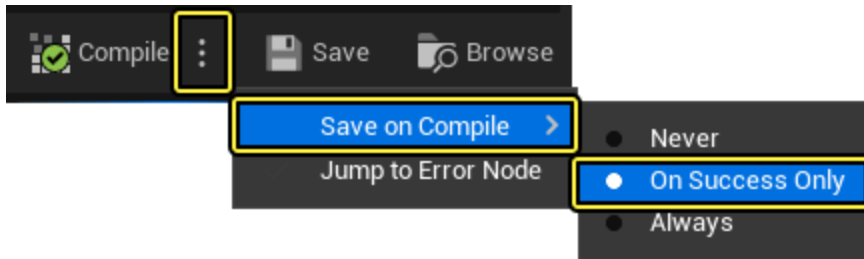 Compile Save Browse
Save on Compile
Jump to Error Node
Never
On Success Only
Always